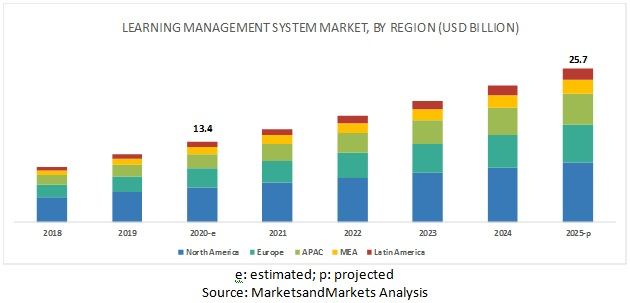 LEARNING MANAGEMENT SYSTEM MARKET, BY REGION (USD BILLION)
25.7
13.4
2018 2019 2020-e 2021 2022 2023 2024 2025-p
North America Europe APAC MEA Latin America
e: estimated; p: projected
Source: MarketsandMarkets Analysis